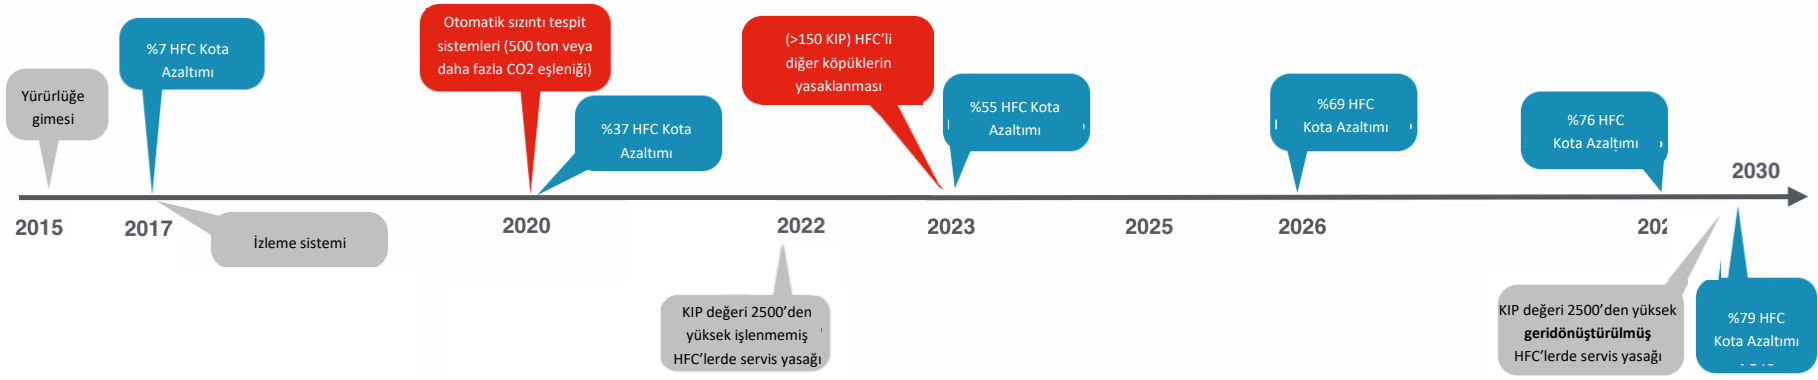 Yürürlüğe
gimesi
%7 HFC Kota
Azaltımı
Otomatik sızıntı tespit
sistemleri (500 ton veya
daha fazla CO2 eşleniği)
%37 HFC Kota
Azaltımı
(>150 KIP) HFC’li
diğer köpüklerin
yasaklanması
%55 HFC Kota
Azaltımı
%69 HFC
Kota Azaltımı
%76 HFC
Kota Azaltımı
2030
2015
2017
2020
2022
2023
2025
2026
İzleme sistemi
KIP değeri 2500’den
yüksek işlenmemiş
HFC’lerde servis yasağı
KIP değeri 2500’den yüksek
geridönüştürülmüş
HFC’lerde servis yasağı
%79 HFC
Kota Azaltımı